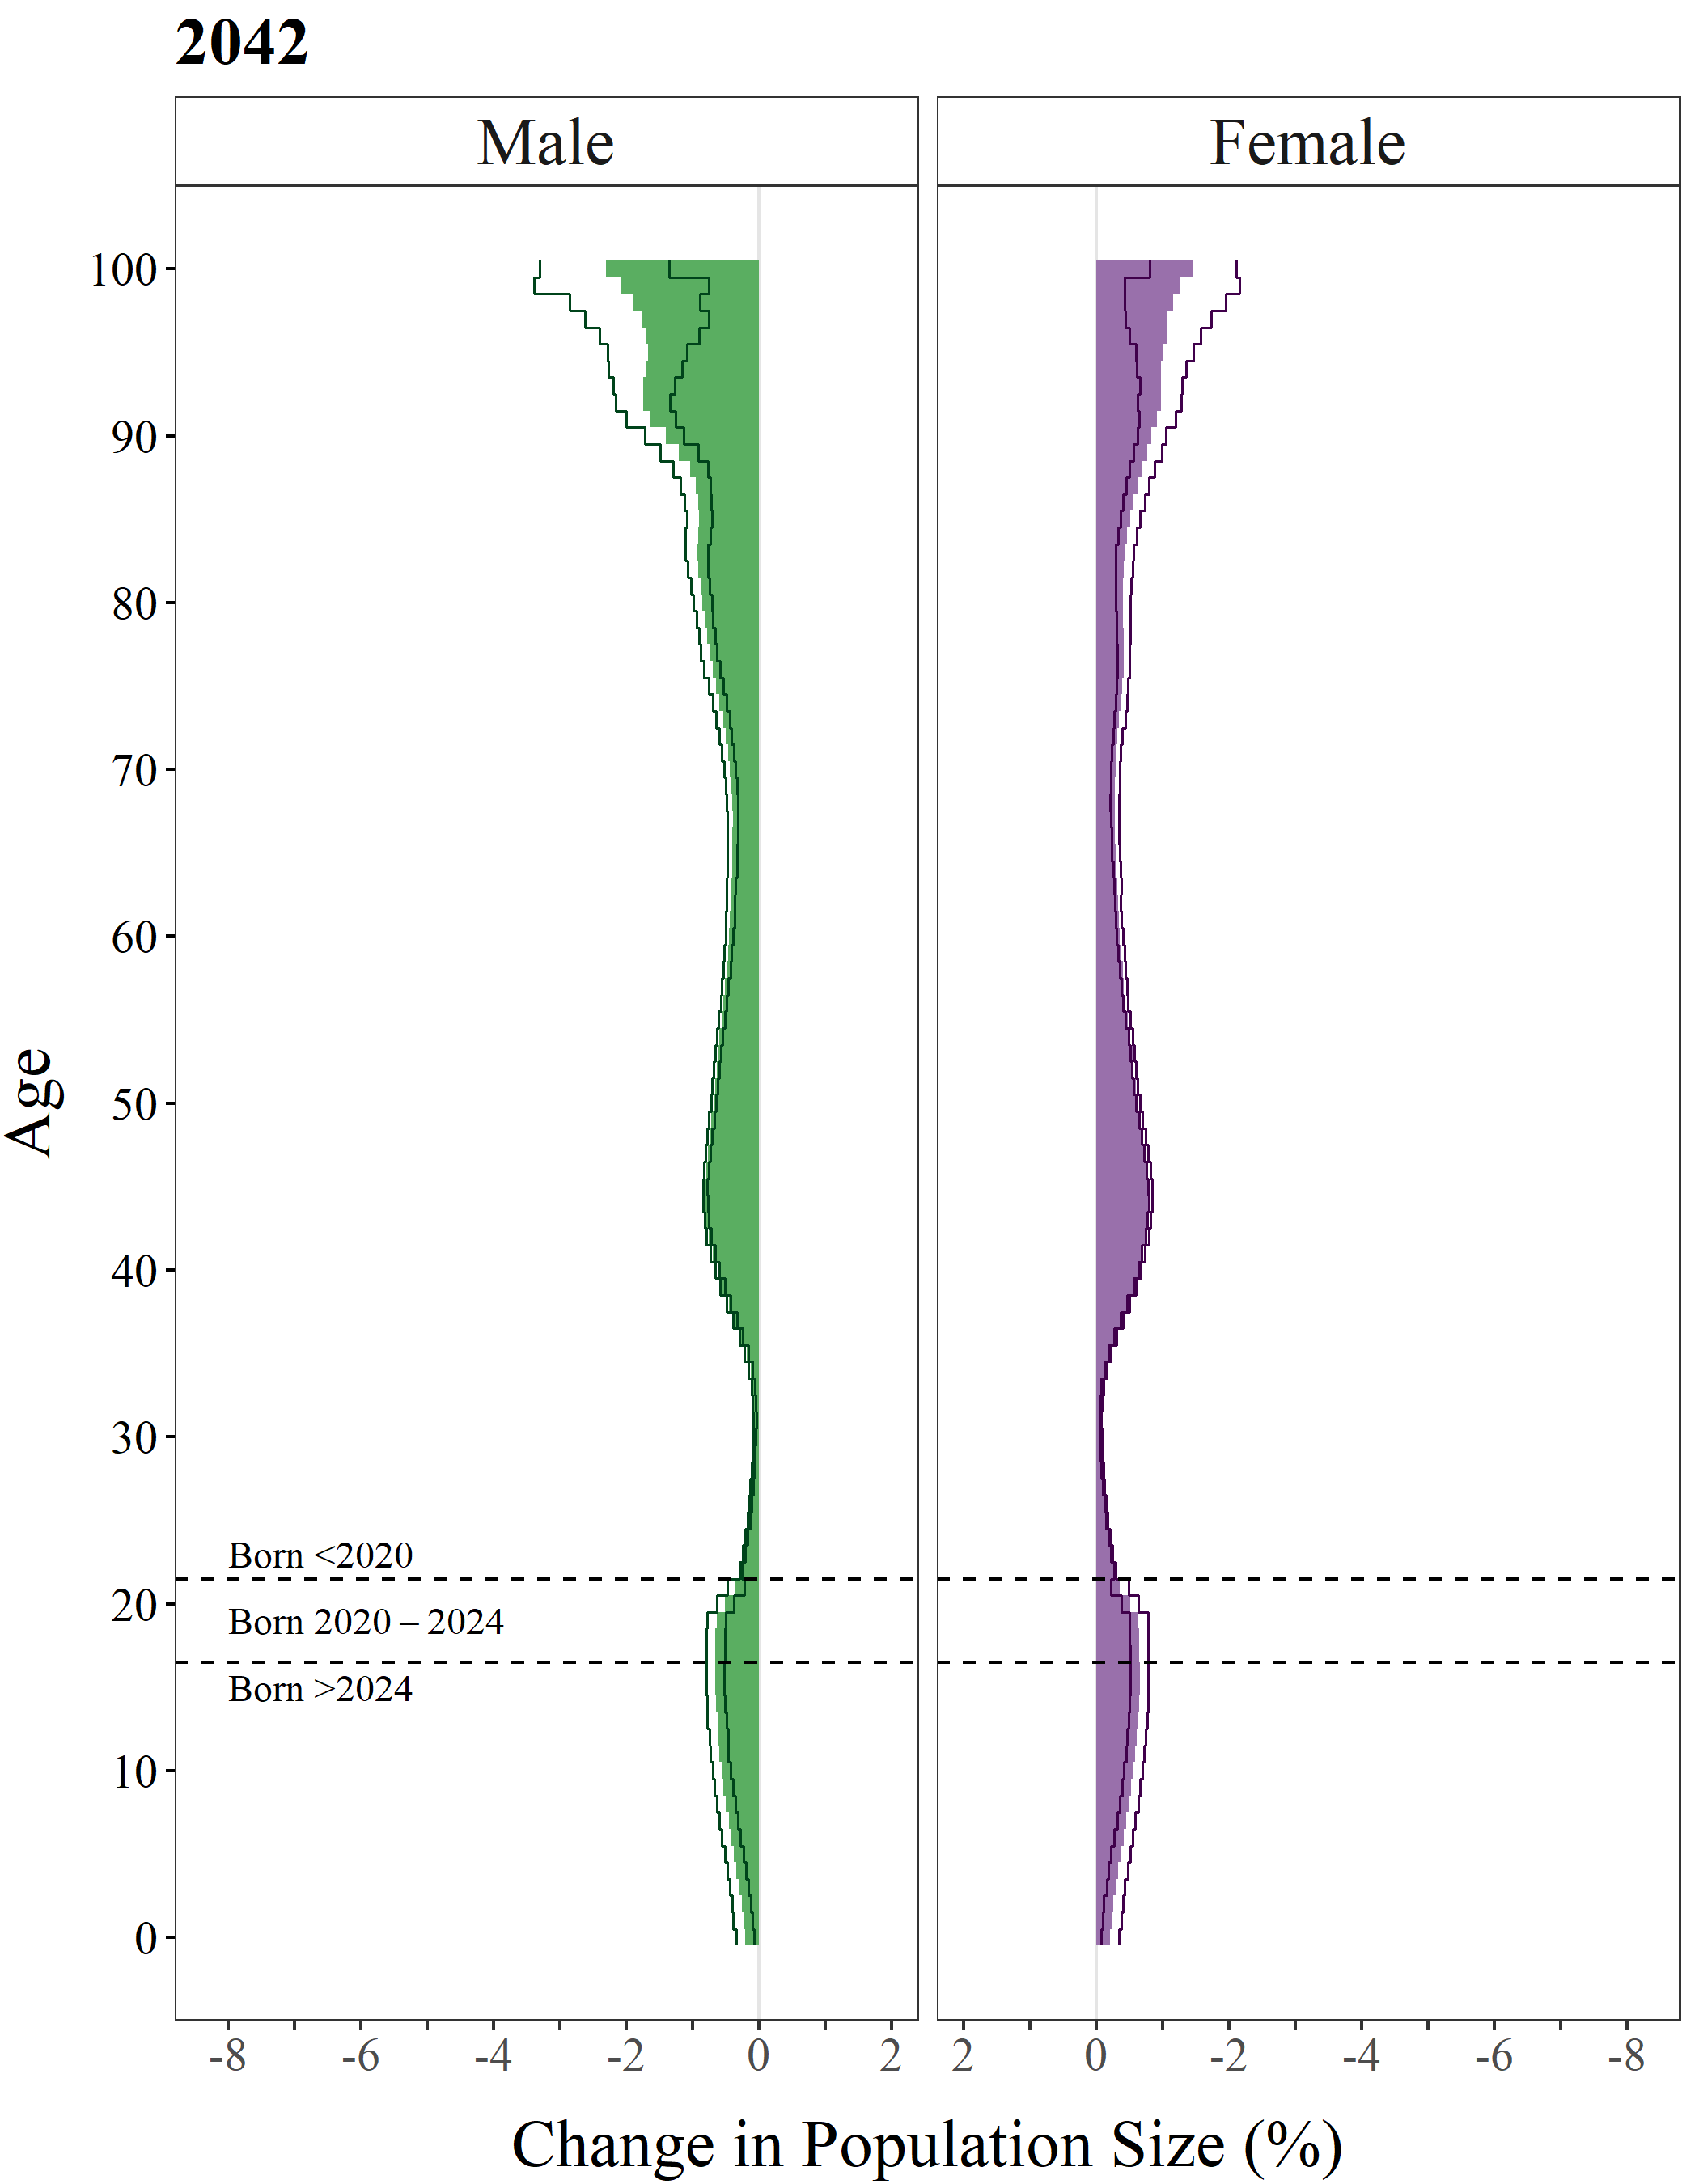 2042
Male
Female
100
90
80
70
60
50
40
30
20
10
0
Age
Born <2020
Born 2020 – 2024
Born >2024
-8 -6 -4 -2 0 2
2 0 -2 -4 -6 -8
Change in Population Size (%)